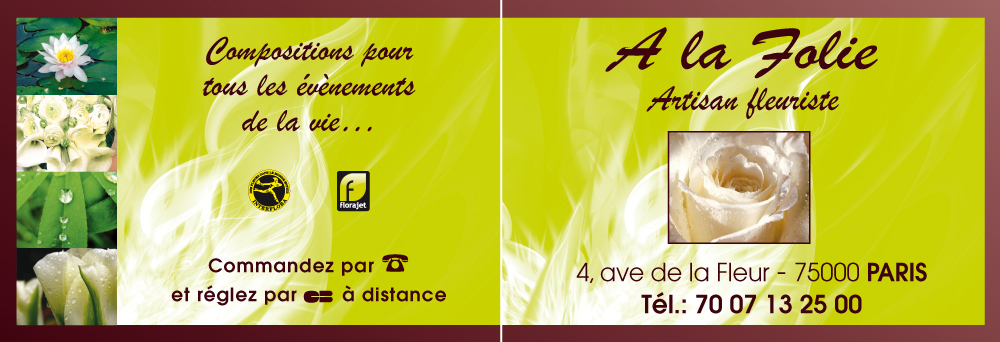 Compositions pour
tous les évènements
de la vie...
INTERFLORA
florajet
Commandez par
et réglez par à distance
A la Folie
Artisan fleuriste
4, ave de la Fleur - 75000 PARIS
Tél.: 70 07 13 25 00